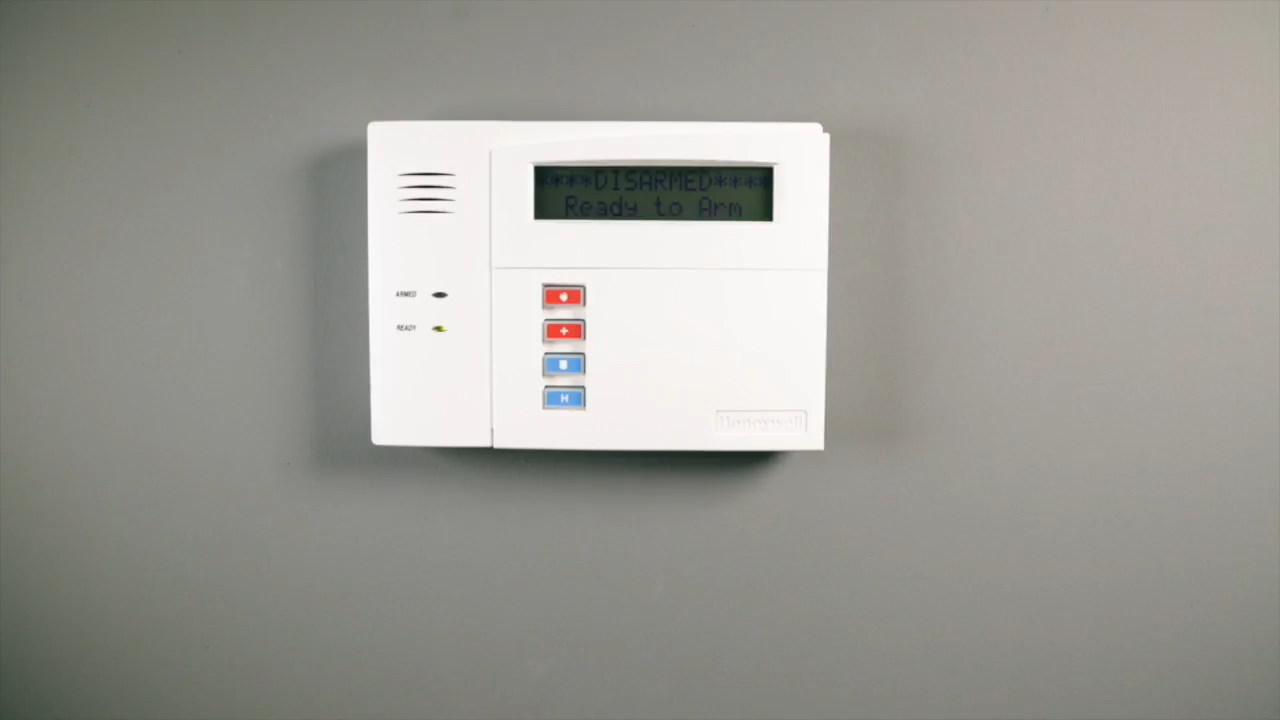 ****DISARMED****
Ready to Arm
ARMED
READY
H
Honeywell